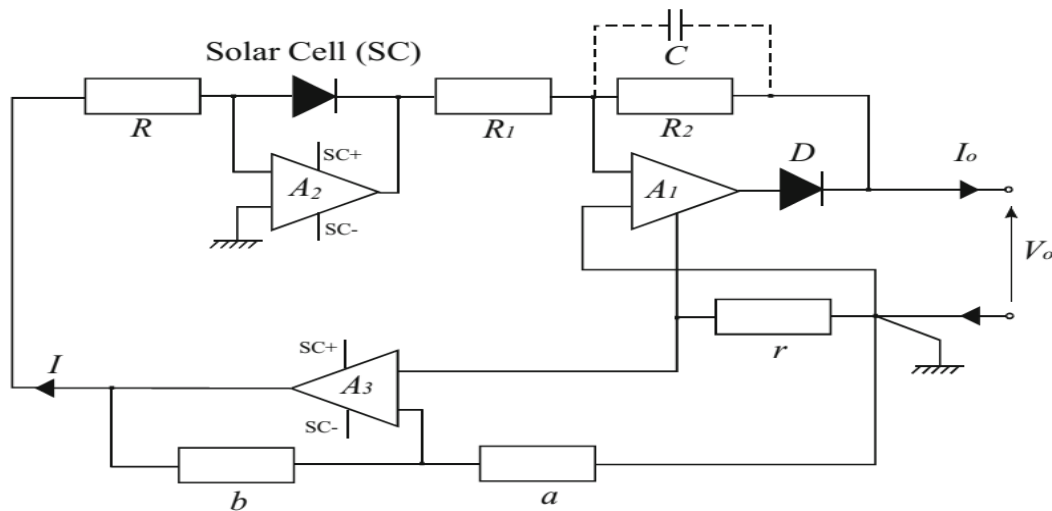 C
Solar Cell (SC)
R
R1
R2
SC+
A2
SC-
A1
D
Io
Vo
r
SC+
I
A3
SC-
b
a